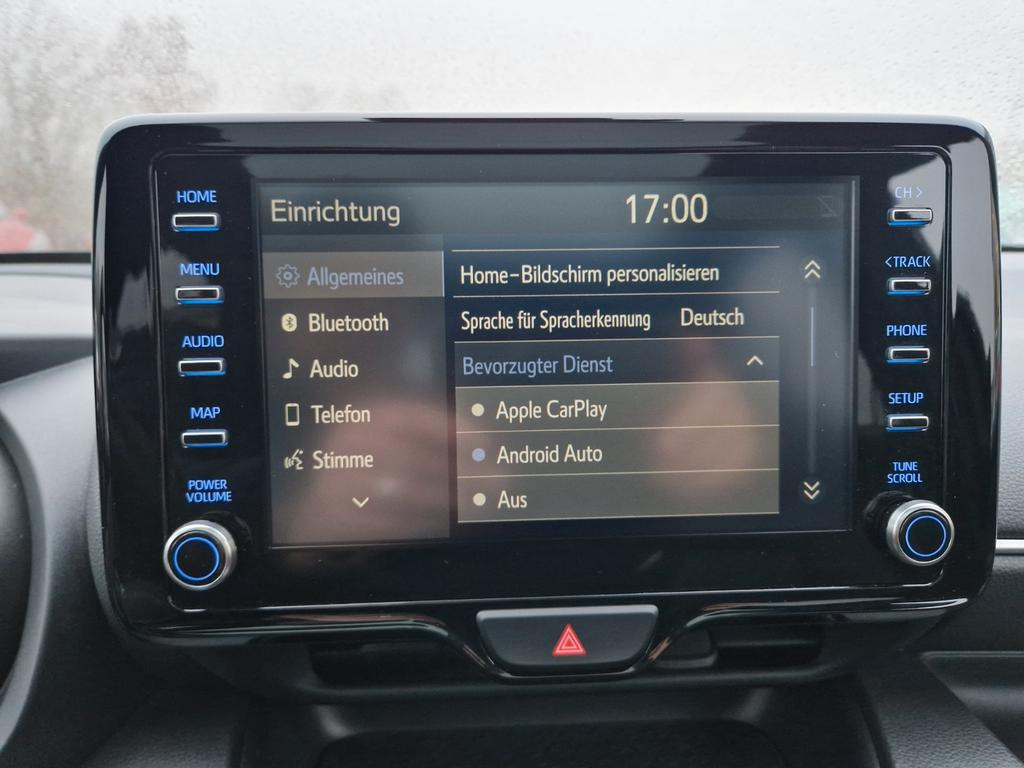 HOME
MENU
AUDIO
MAP
POWER
VOLUME
Einrichtung 17:00
Allgemeines
Bluetooth
Audio
Telefon
Stimme
Home-Bildschirm personalisieren
Sprache für Spracherkennung Deutsch
Bevorzugter Dienst
Apple CarPlay
Android Auto
Aus
CH >
< TRACK
PHONE
SETUP
TUNE
SCROLL